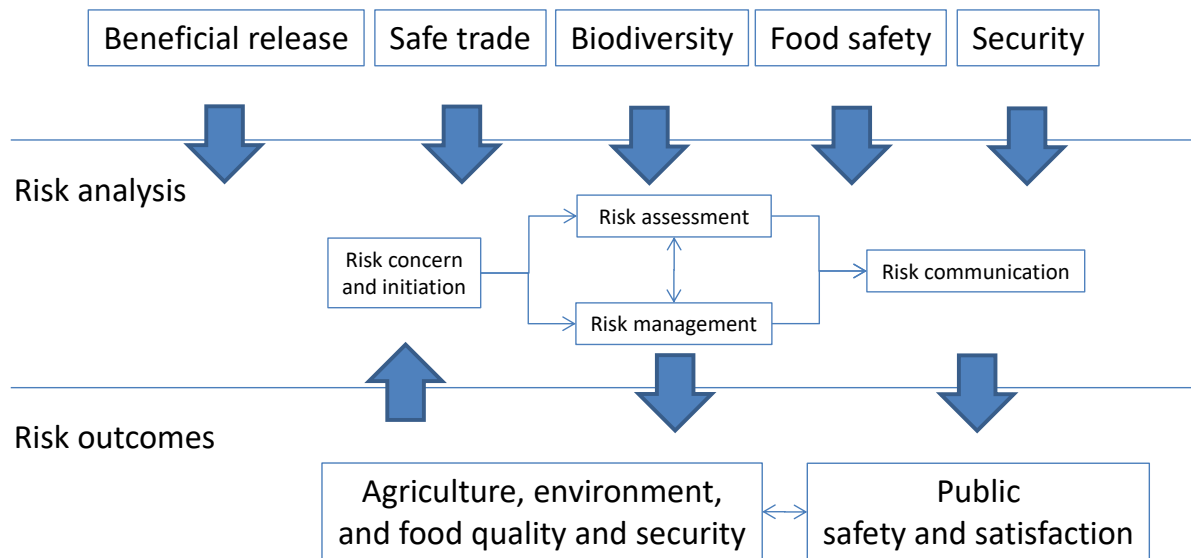 Beneficial release
Safe trade
Biodiversity
Food safety
Security
Risk analysis
Risk assessment
Risk concern
and initiation
Risk communication
Risk management
Risk outcomes
Agriculture, environment,
and food quality and security
Public
safety and satisfaction